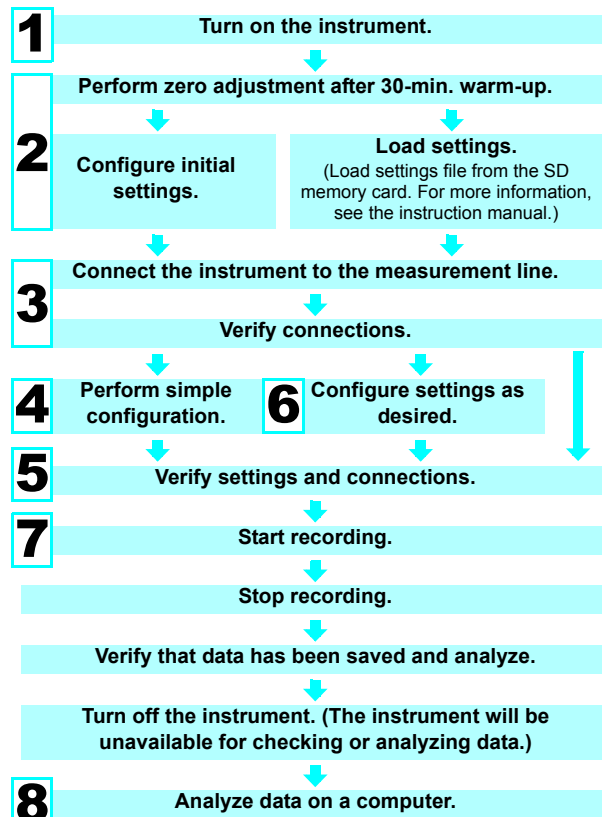 1
Turn on the instrument.
2
Perform zero adjustment after 30-min. warm-up.
Configure initial
settings.
Load settings.
(Load settings file from the SD
memory card. For more information,
see the instruction manual.)
3
Connect the instrument to the measurement line.
Verify connections.
4
Perform simple
configuration.
6
Configure settings as
desired.
5
Verify settings and connections.
7
Start recording.
Stop recording.
Verify that data has been saved and analyze.
Turn off the instrument. (The instrument will be
unavailable for checking or analyzing data.)
8
Analyze data on a computer.